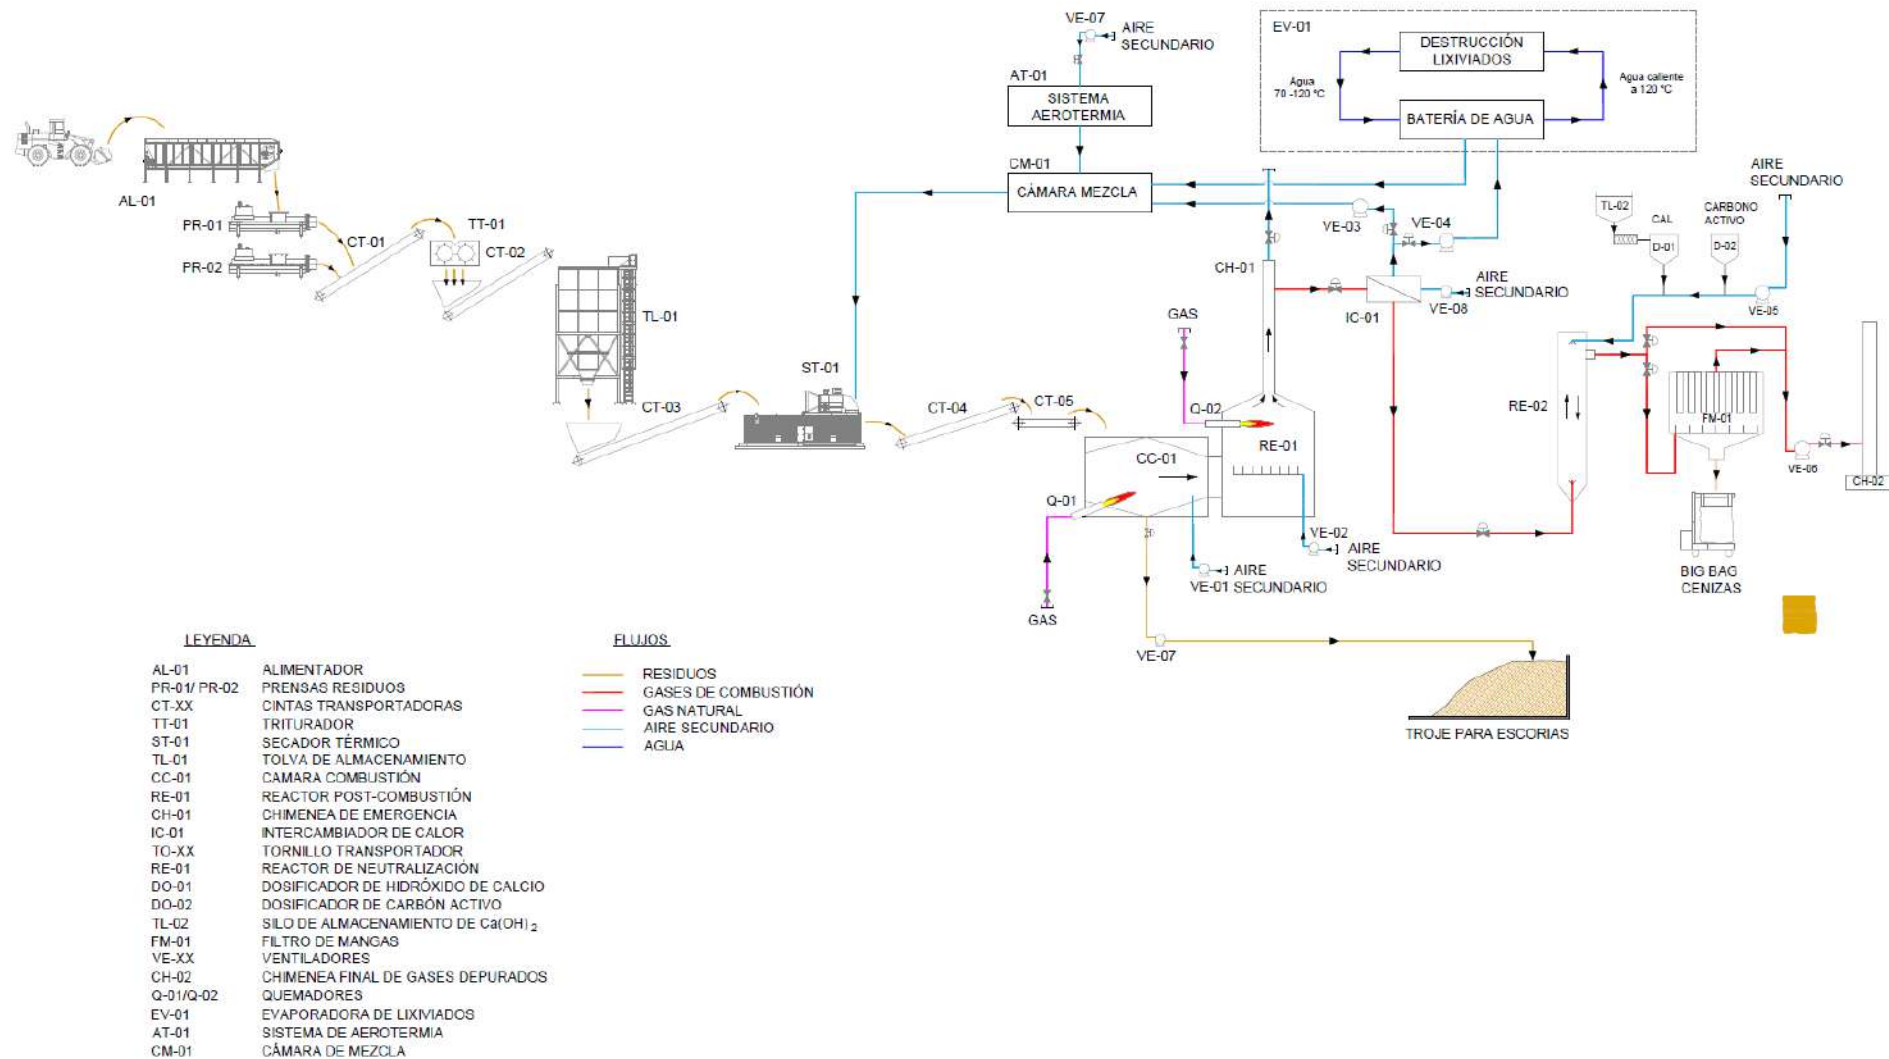 VE-07
AIRE
SECUNDARIO
AT-01
SISTEMA
AEROTERMIA
CM-01
CÁMARA MEZCLA
EV-01
DESTRUCCIÓN
LIXIVIADOS
Agua
70 -120 °C
Agua caliente
a 120 °C
BATERÍA DE AGUA
AL-01
PR-01
PR-02
CT-01
TT-01
CT-02
TL-01
CT-03
ST-01
CT-04
CT-05
CH-01
VE-03
VE-04
AIRE
SECUNDARIO
VE-08
IC-01
GAS
Q-02
RE-01
CC-01
Q-01
GAS
VE-02
AIRE
SECUNDARIO
VE-01
AIRE
SECUNDARIO
VE-07
TL-02
CAL
D-01
CARBONO
ACTIVO
D-02
AIRE
SECUNDARIO
VE-05
RE-02
FM-01
VE-06
CH-02
BIG BAG
CENIZAS
TROJE PARA ESCORIAS
LEYENDA
AL-01 ALIMENTADOR
PR-01/ PR-02 PRENSAS RESIDUOS
CT-XX CINTAS TRANSPORTADORAS
TT-01 TRITURADOR
ST-01 SECADOR TÉRMICO
TL-01 TOLVA DE ALMACENAMIENTO
CC-01 CAMARA COMBUSTIÓN
RE-01 REACTOR POST-COMBUSTIÓN
CH-01 CHIMENEA DE EMERGENCIA
IC-01 INTERCAMBIADOR DE CALOR
TO-XX TORNILLO TRANSPORTADOR
RE-01 REACTOR DE NEUTRALIZACIÓN
DO-01 DOSIFICADOR DE HIDRÓXIDO DE CALCIO
DO-02 DOSIFICADOR DE CARBÓN ACTIVO
TL-02 SILO DE ALMACENAMIENTO DE Ca(OH)₂
FM-01 FILTRO DE MANGAS
VE-XX VENTILADORES
CH-02 CHIMENEA FINAL DE GASES DEPURADOS
Q-01/Q-02 QUEMADORES
EV-01 EVAPORADORA DE LIXIVIADOS
AT-01 SISTEMA DE AEROTERMIA
CM-01 CÁMARA DE MEZCLA
FLUJOS
RESIDUOS
GASES DE COMBUSTIÓN
GAS NATURAL
AIRE SECUNDARIO
AGUA